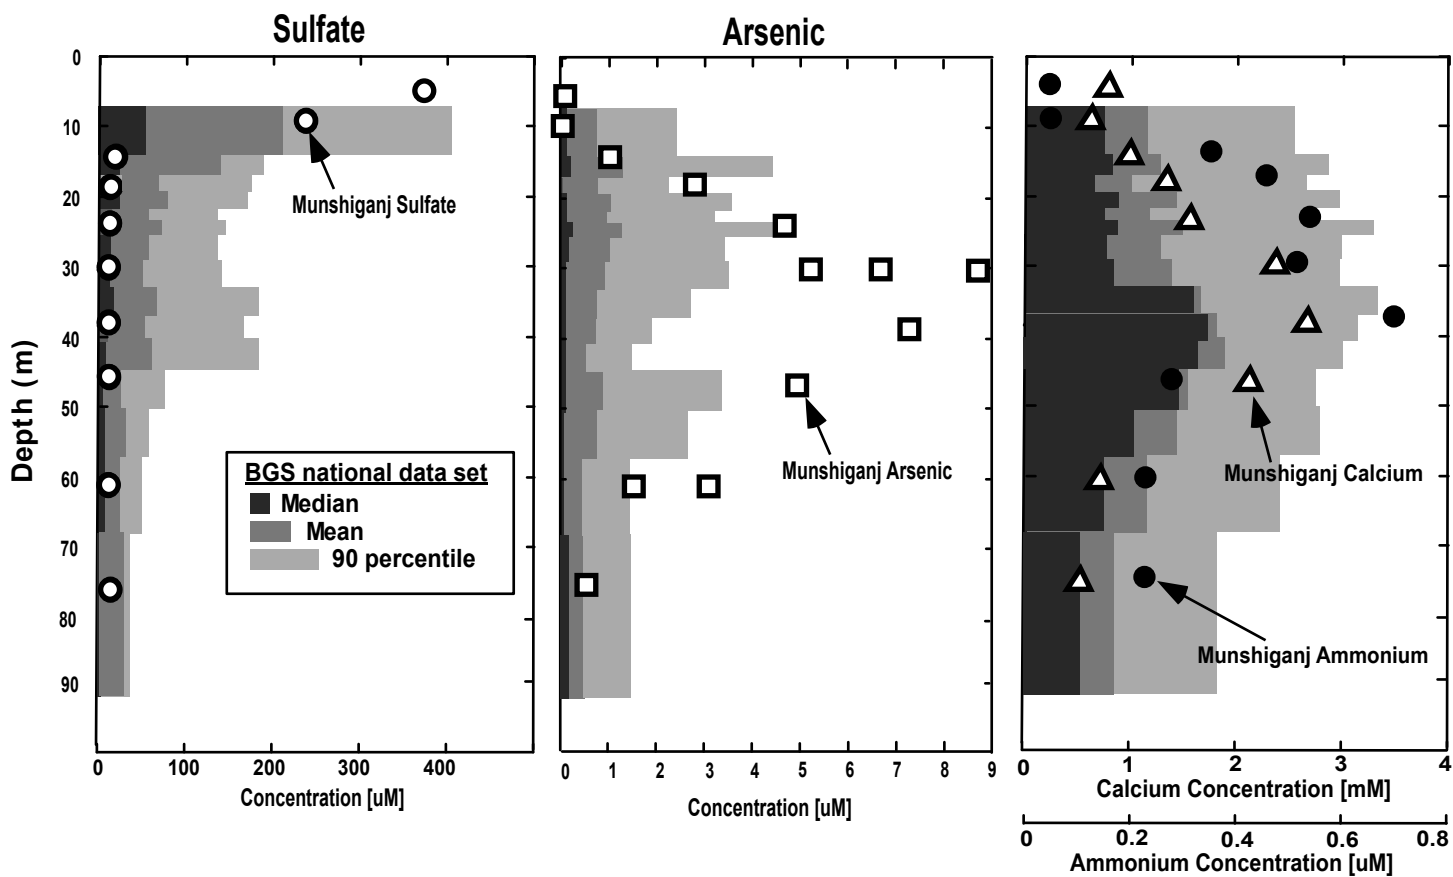 Sulfate
Arsenic
0
10
20
30
40
50
60
70
80
90
Depth (m)
Munshiganj Sulfate
BGS national data set
Median
Mean
90 percentile
0 100 200 300 400
Concentration [uM]
Munshiganj Arsenic
0 1 2 3 4 5 6 7 8 9
Concentration [uM]
Munshiganj Calcium
Munshiganj Ammonium
0 1 2 3 4
Calcium Concentration [mM]
0 0.2 0.4 0.6 0.8
Ammonium Concentration [uM]